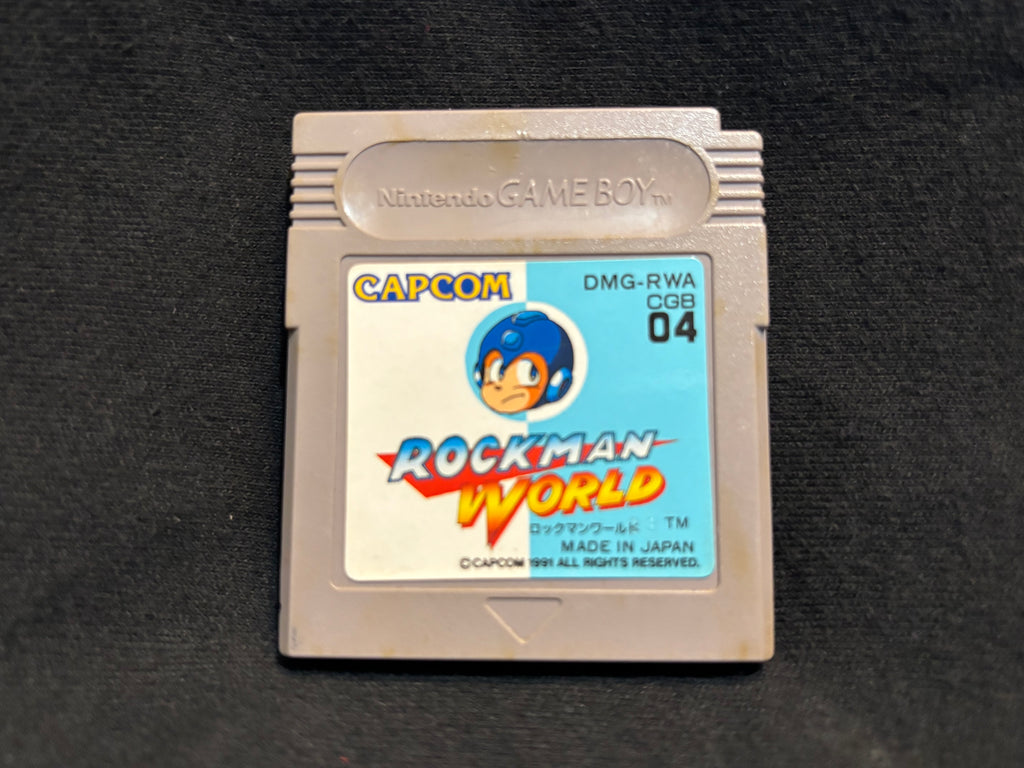 Nintendo GAME BOY TM
CAPCOM
DMG-RWA
CGB
04
ROCKMAN
WORLD
ロックマンワールド TM
MADE IN JAPAN
©CAPCOM 1991 ALL RIGHTS RESERVED.